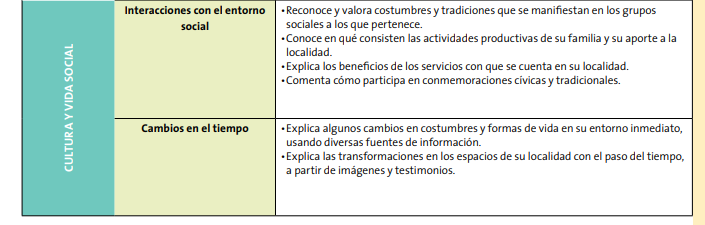 CULTURA Y VIDA SOCIAL
Interacciones con el entorno
social
•Reconoce y valora costumbres y tradiciones que se manifiestan en los grupos
sociales a los que pertenece.
•Conoce en qué consisten las actividades productivas de su familia y su aporte a la
localidad.
•Explica los beneficios de los servicios con que se cuenta en su localidad.
•Comenta cómo participa en conmemoraciones cívicas y tradicionales.
Cambios en el tiempo
•Explica algunos cambios en costumbres y formas de vida en su entorno inmediato,
usando diversas fuentes de información.
•Explica las transformaciones en los espacios de su localidad con el paso del tiempo,
a partir de imágenes y testimonios.